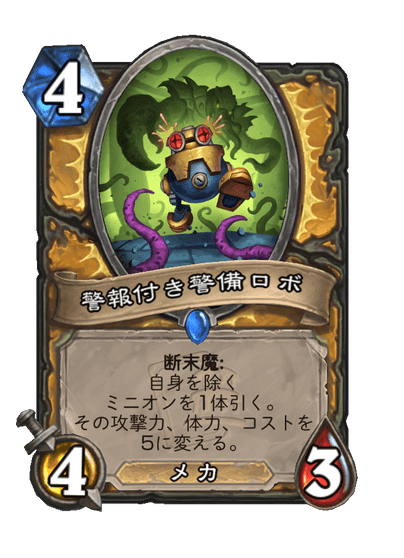 4
警報付き警備ロボ
断末魔:
自身を除く
ミニオンを1体引く。
その攻撃力、体力、コストを
5に変える。
4
メカ
3